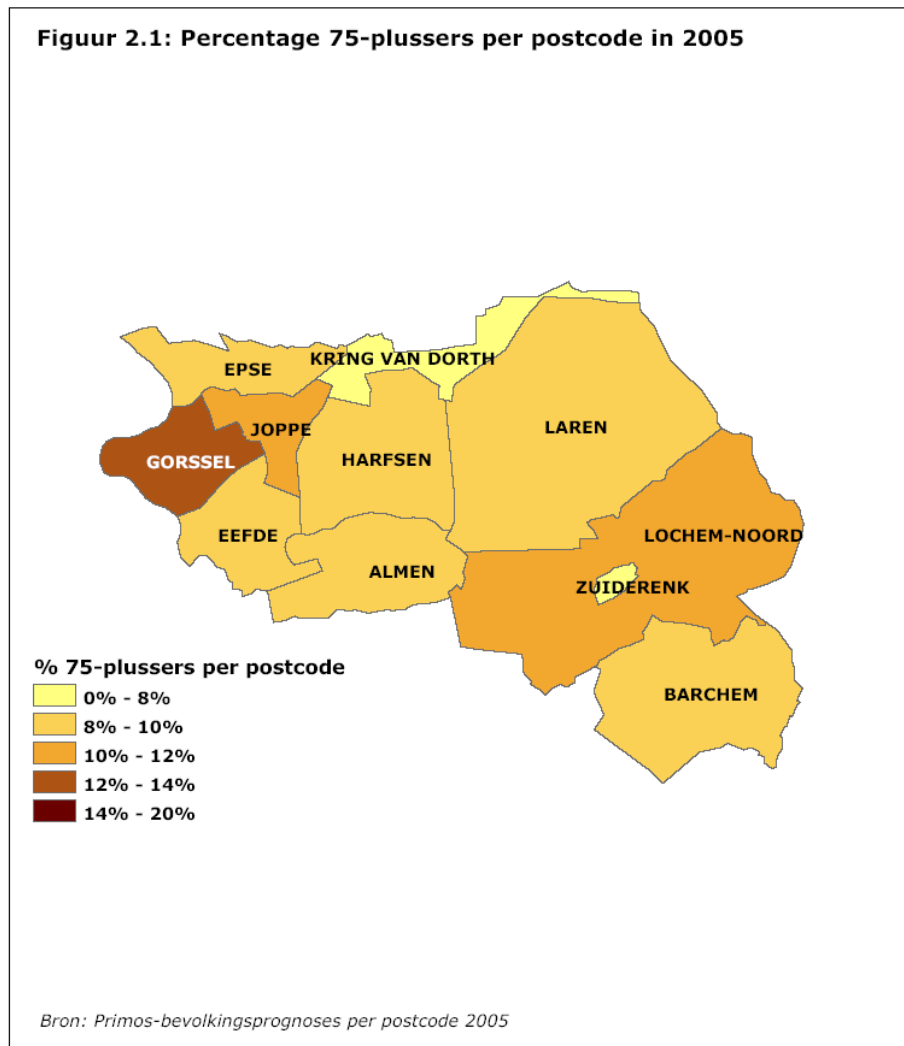 Figuur 2.1: Percentage 75-plussers per postcode in 2005
KRING VAN DORTH
EPSE
LAREN
JOPPE
HARFSEN
GORSSEL
EEFDE
LOCHEM-NOORD
ALMEN
ZUIDERENK
BARCHEM
% 75-plussers per postcode
0% - 8%
8% - 10%
10% - 12%
12% - 14%
14% - 20%
Bron: Primos-bevolkingsprognoses per postcode 2005